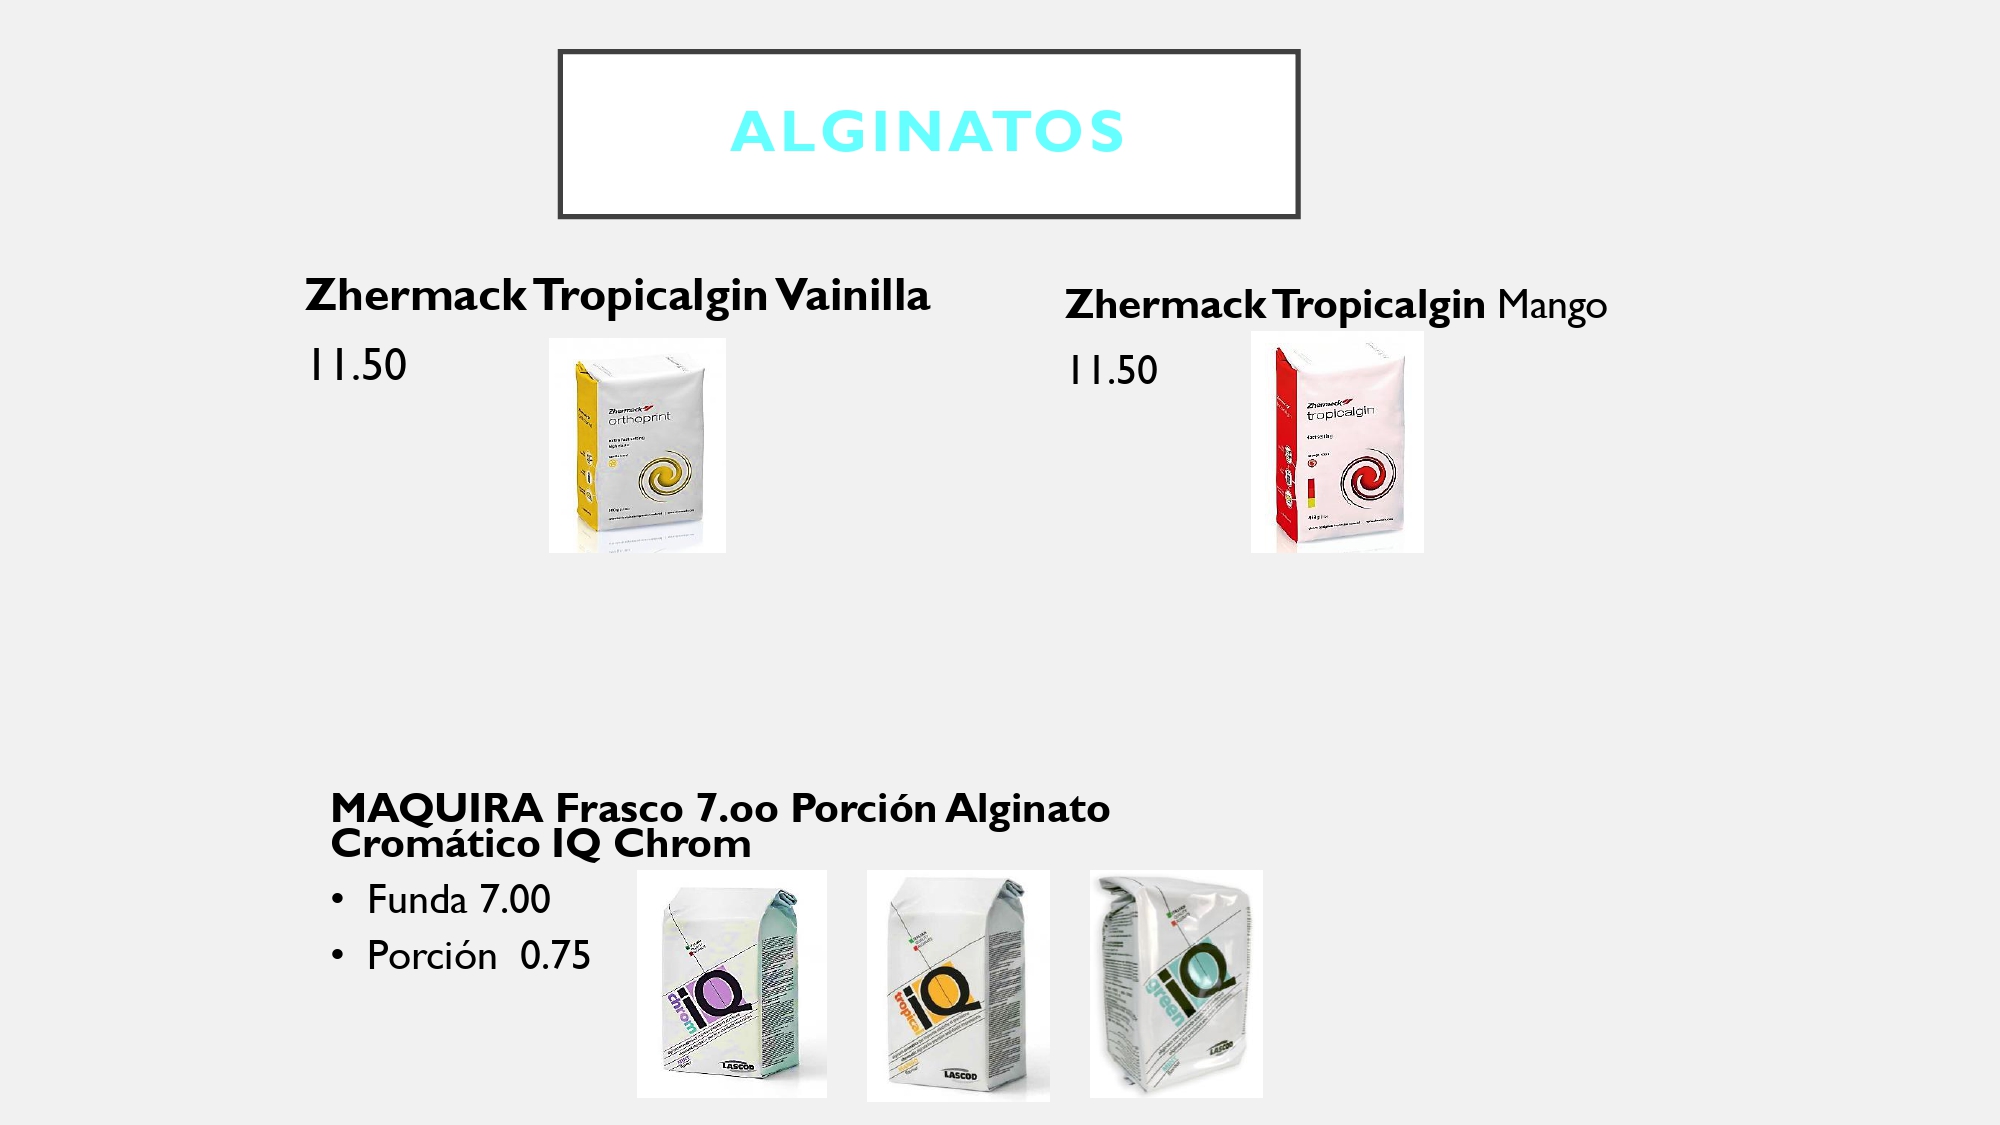 ALGINATOS
Zhermack Tropicalgin Vainilla
11.50
Zhermack Tropicalgin Mango
11.50
Zhermack
orthoprint
Zhermack
tropicalgin
MAQUIRA Frasco 7.oo Porción Alginato
Cromático IQ Chrom
• Funda 7.00
• Porción 0.75
chrom
iQ
LASCOD
tropical
iQ
LASCOD
green
iQ
LASCOD